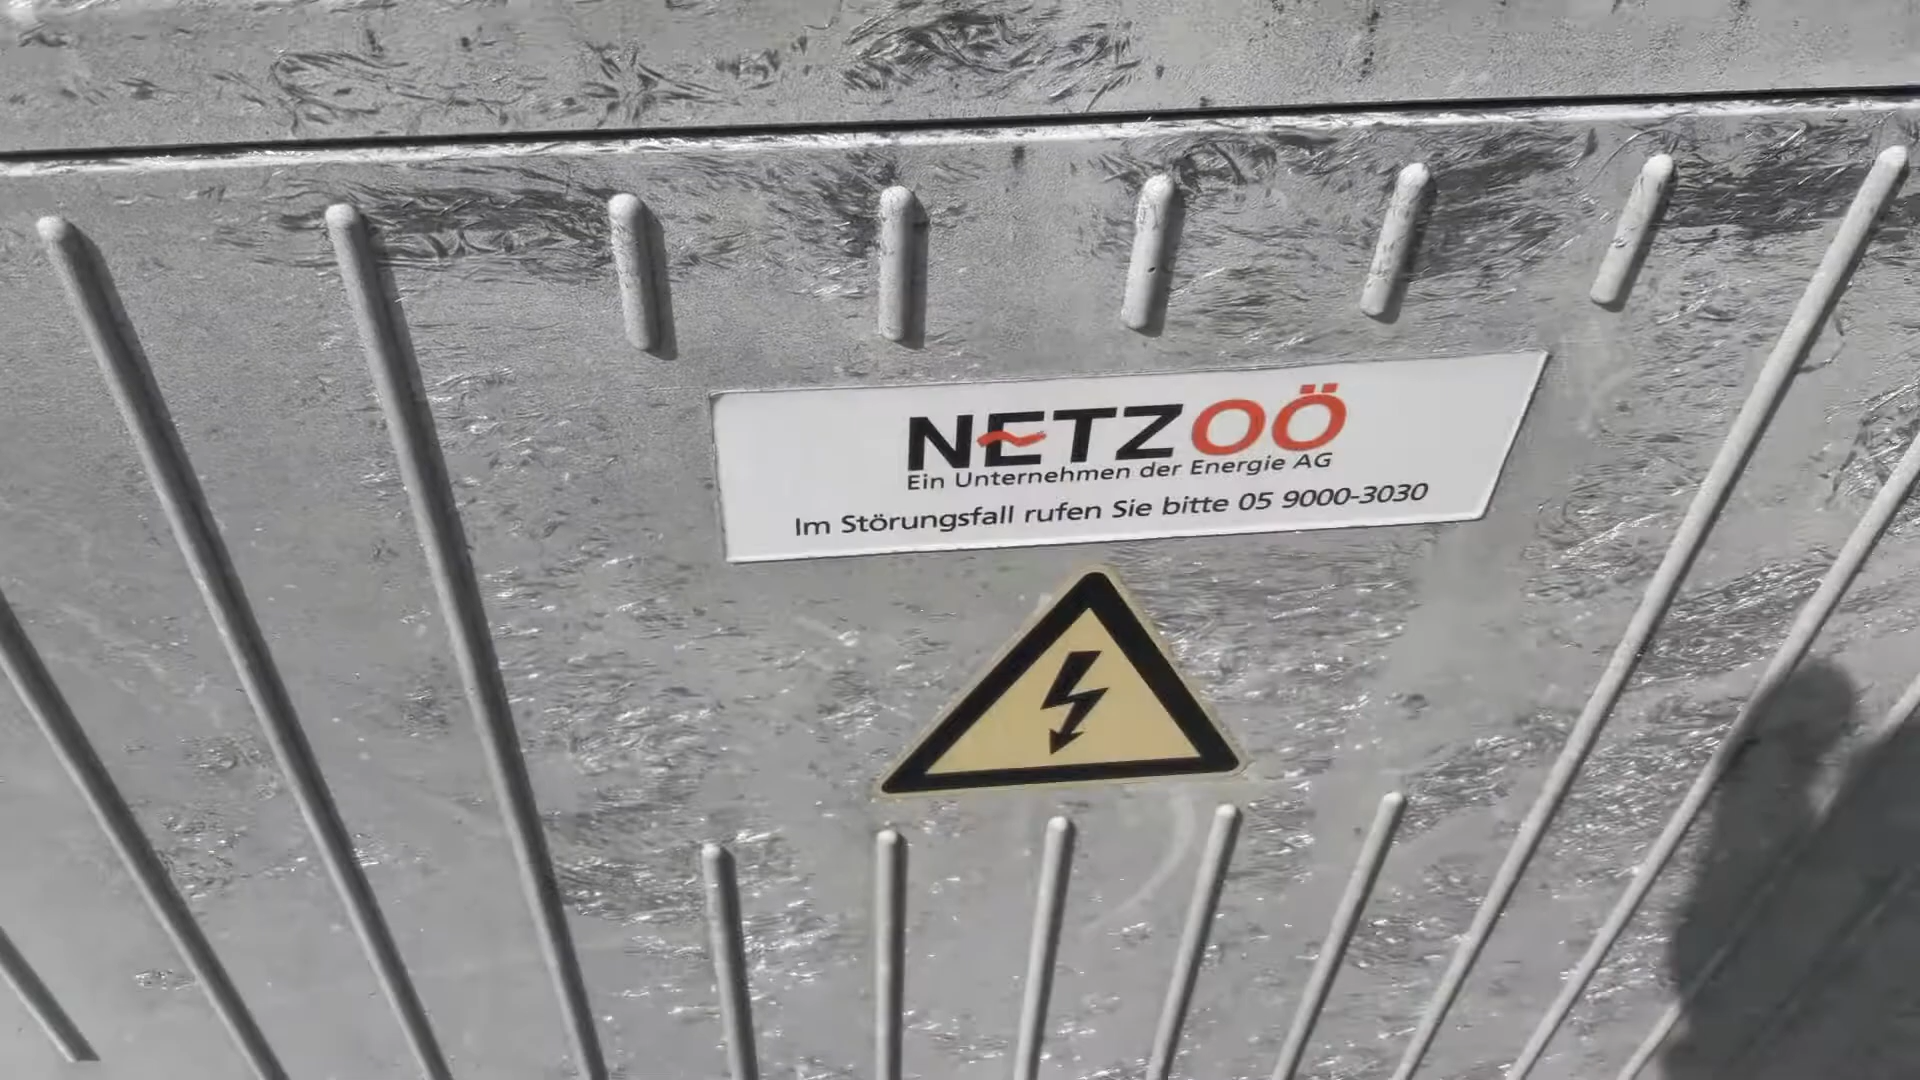 NETZOÖ
Ein Unternehmen der Energie AG
Im Störungsfall rufen Sie bitte 05 9000-3030